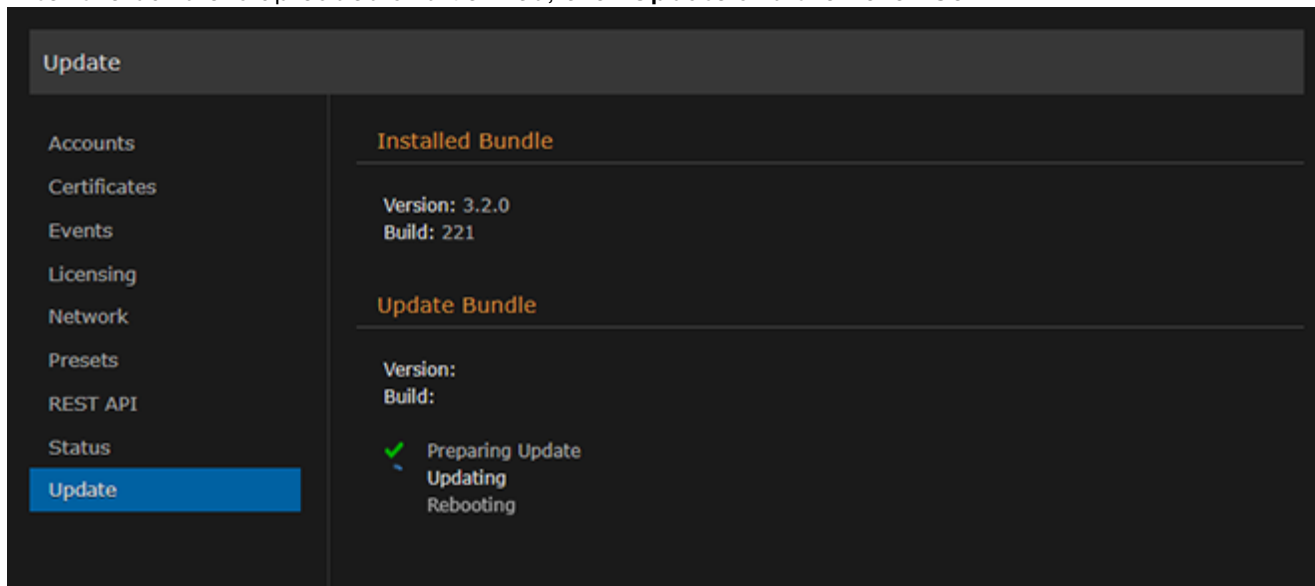 Update
Accounts
Certificates
Events
Licensing
Network
Presets
REST API
Status
Update
Installed Bundle
Version: 3.2.0
Build: 221
Update Bundle
Version:
Build:
Preparing Update
Updating
Rebooting